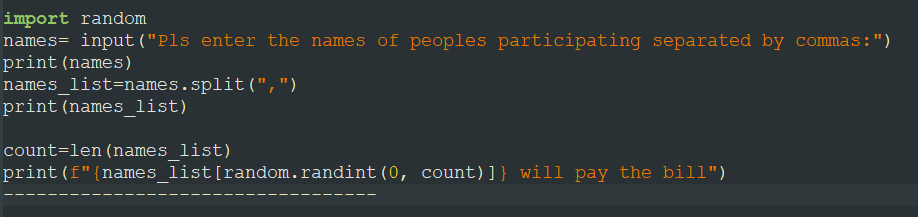 import random
names= input("Pls enter the names of peoples participating separated by commas:")
print(names)
names_list=names.split(",")
print(names_list)
count=len(names_list)
print(f"{names_list[random.randint(0, count)]} will pay the bill")
----------------------------------